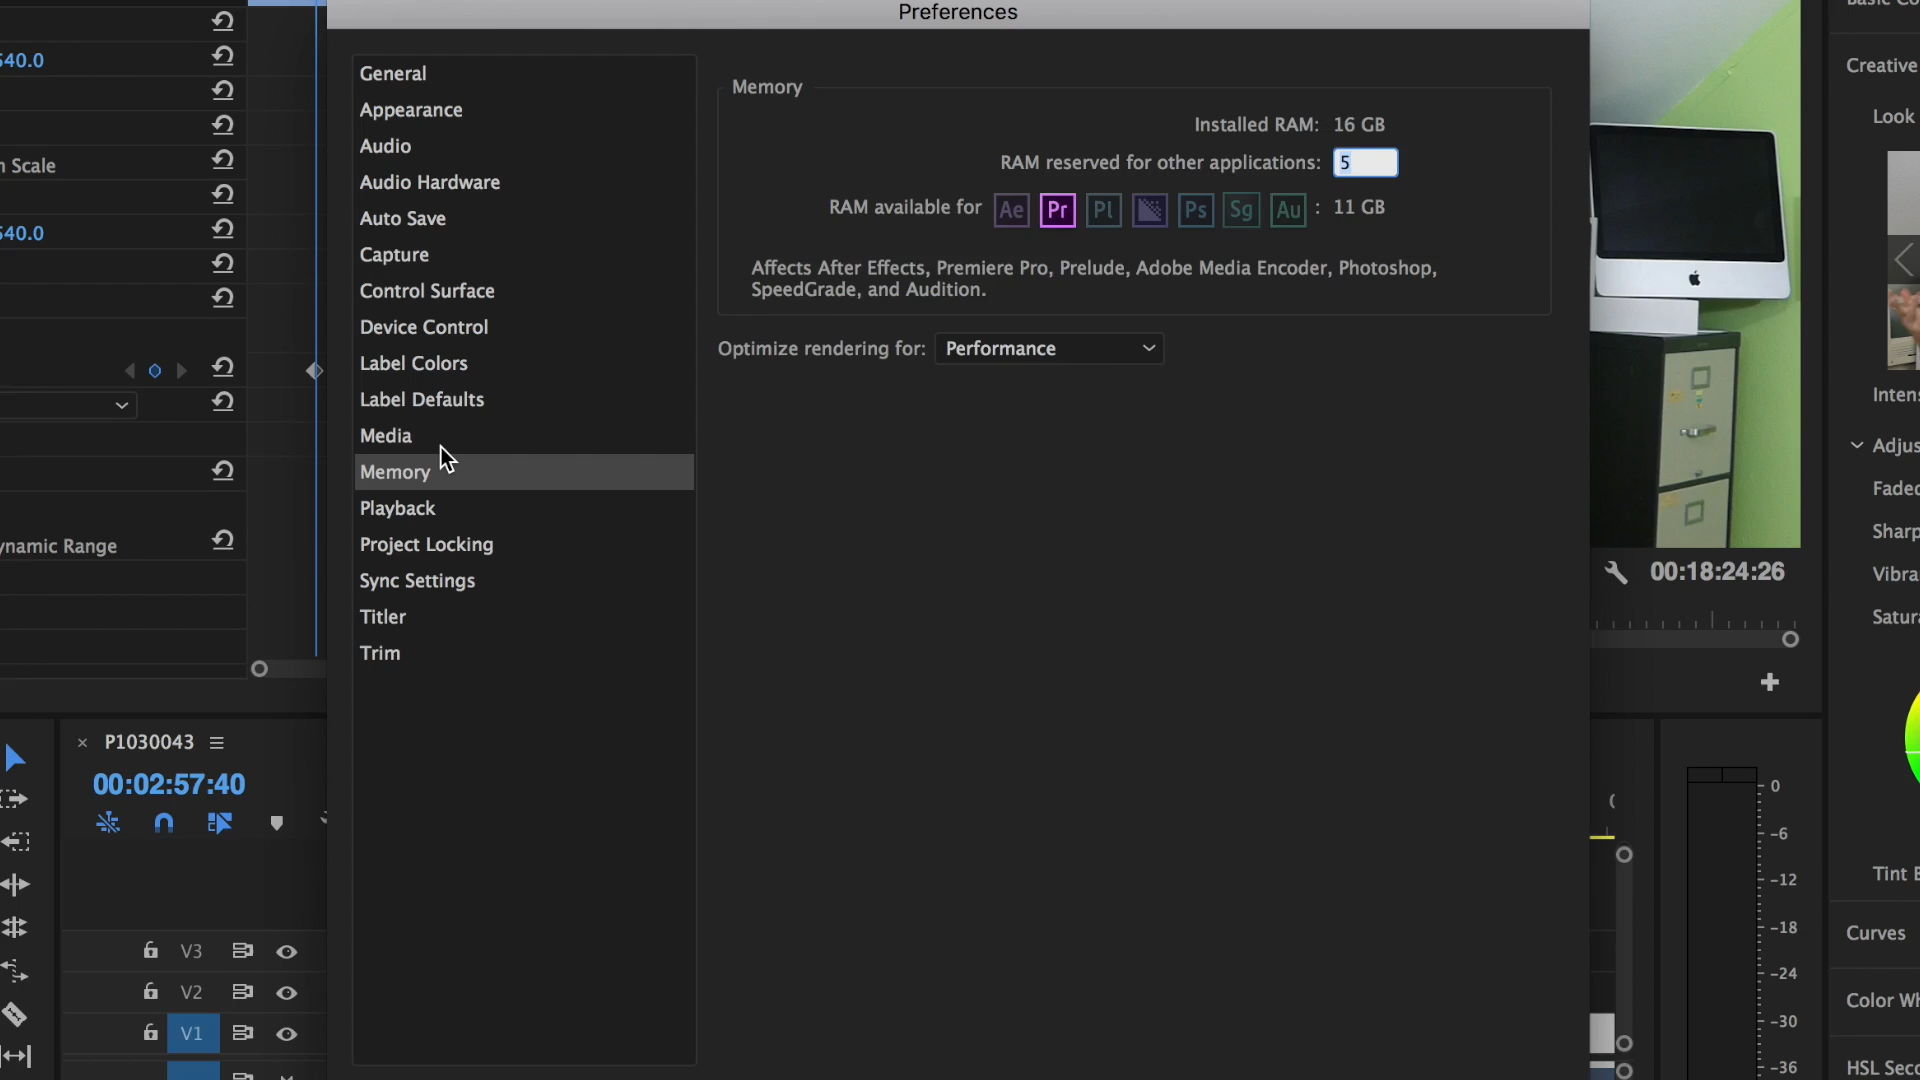 Preferences
General
Appearance
Audio
Audio Hardware
Auto Save
Capture
Control Surface
Device Control
Label Colors
Label Defaults
Media
Memory
Playback
Project Locking
Sync Settings
Titler
Trim
Memory
Installed RAM: 16 GB
RAM reserved for other applications: 5
RAM available for Ae Pr Pl Ps Sg Au : 11 GB
Affects After Effects, Premiere Pro, Prelude, Adobe Media Encoder, Photoshop,
SpeedGrade, and Audition.
Optimize rendering for: Performance
540.0
n Scale
540.0
ynamic Range
× P1030043
00:02:57:40
V3
V2
V1
00:18:24:26
0
-6
-12
-18
-24
-30
-36
Creative
Look
Intens
Adjus
Faded
Sharp
Vibra
Satura
Tint B
Curves
Color Wh
HSL Seco